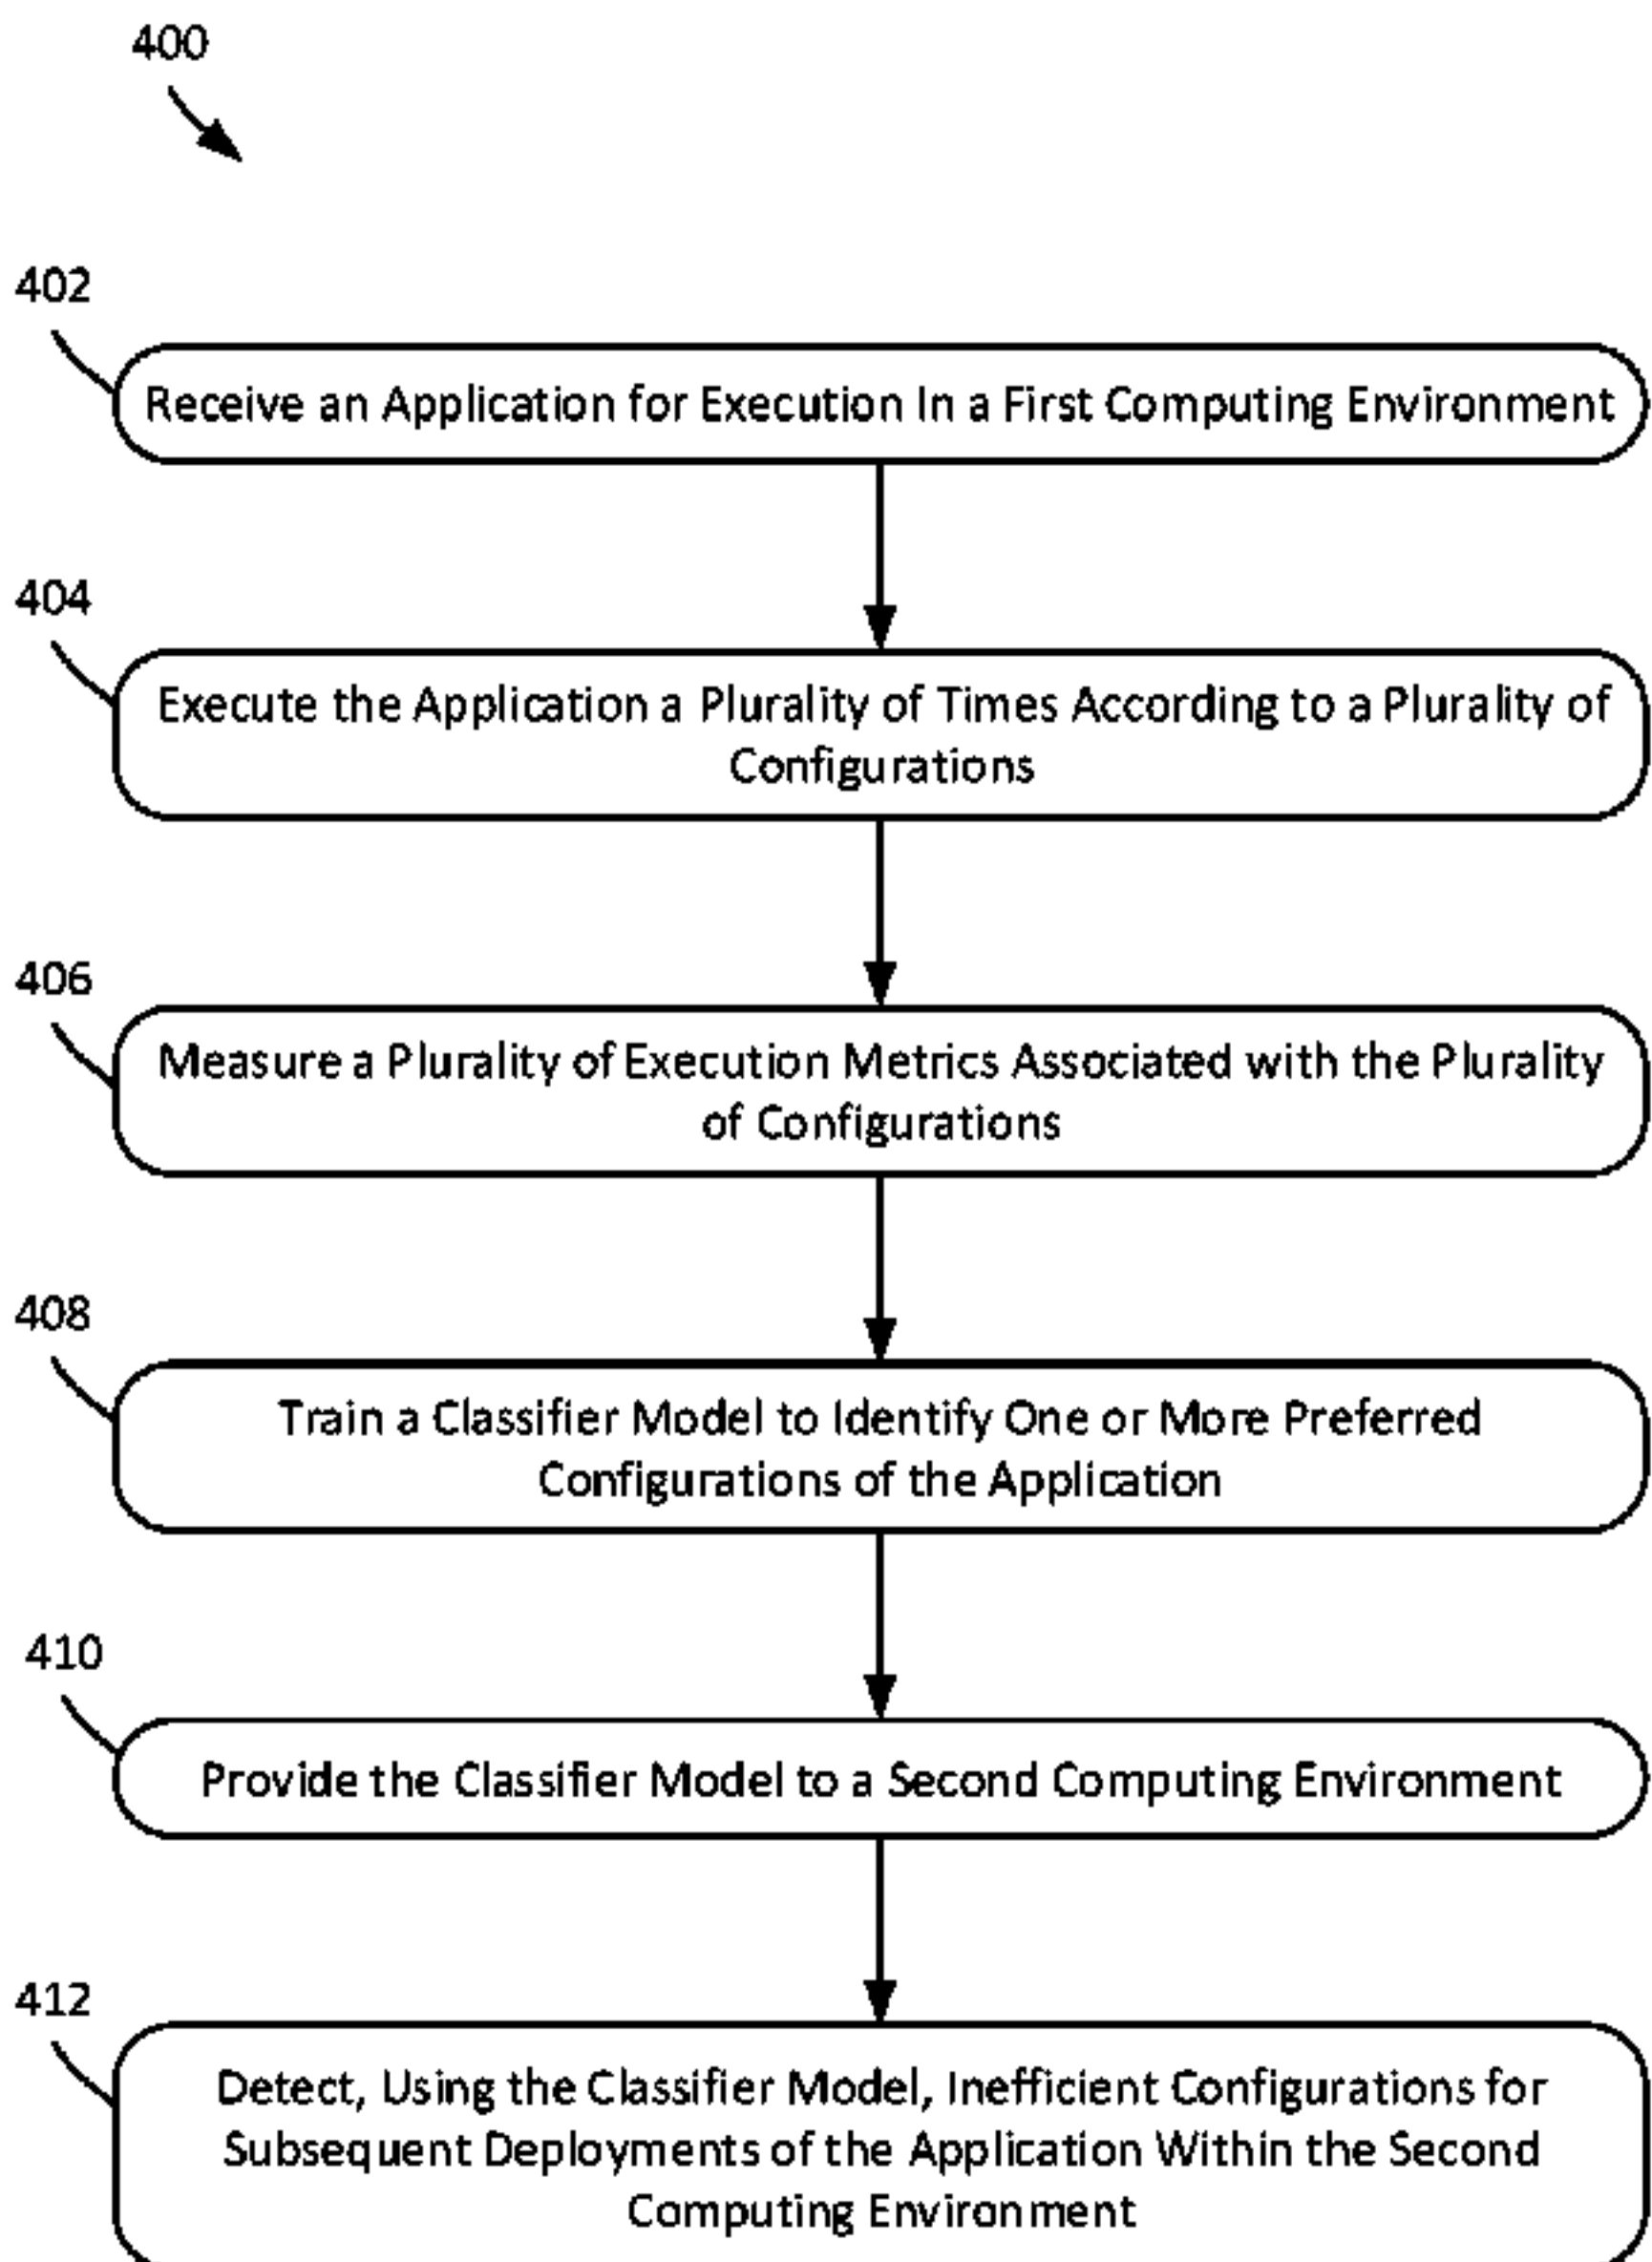 400
402
Receive an Application for Execution In a First Computing Environment
404
Execute the Application a Plurality of Times According to a Plurality of
Configurations
406
Measure a Plurality of Execution Metrics Associated with the Plurality
of Configurations
408
Train a Classifier Model to Identify One or More Preferred
Configurations of the Application
410
Provide the Classifier Model to a Second Computing Environment
412
Detect, Using the Classifier Model, Inefficient Configurations for
Subsequent Deployments of the Application Within the Second
Computing Environment